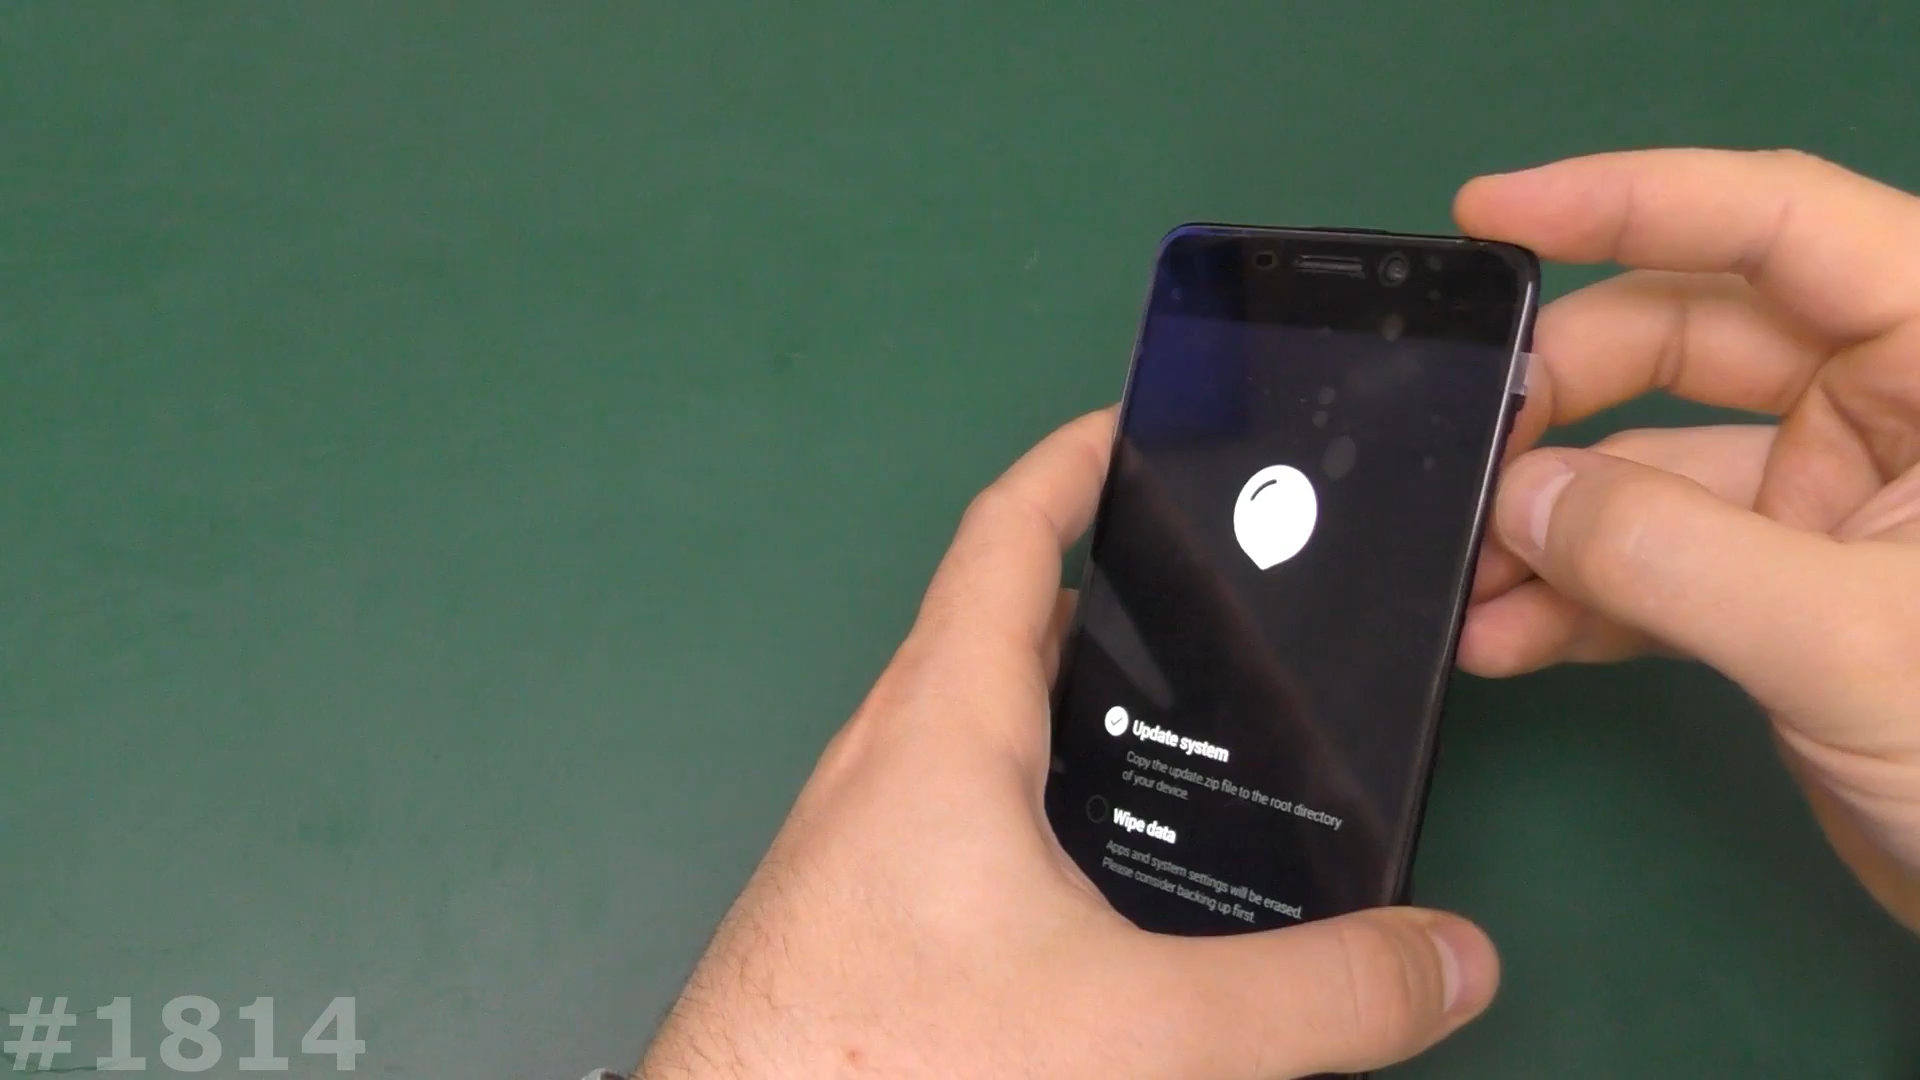 Update system
Copy the update.zip file to the root directory
of your device.
Wipe data
Apps and system settings will be erased.
Please consider backing up first.
#1814